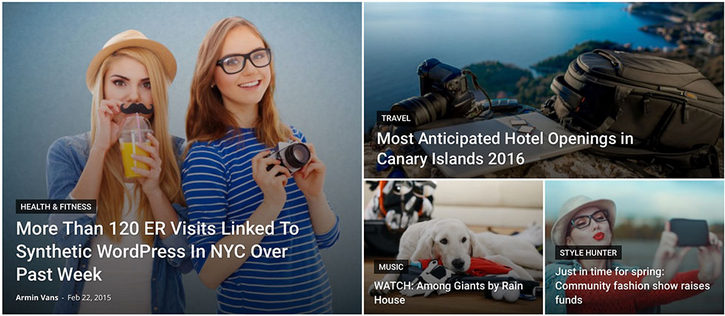 HEALTH & FITNESS
More Than 120 ER Visits Linked To
Synthetic WordPress In NYC Over
Past Week
Armin Vans - Feb 22, 2015
TRAVEL
Most Anticipated Hotel Openings in
Canary Islands 2016
MUSIC
WATCH: Among Giants by Rain
House
STYLE HUNTER
Just in time for spring:
Community fashion show raises
funds